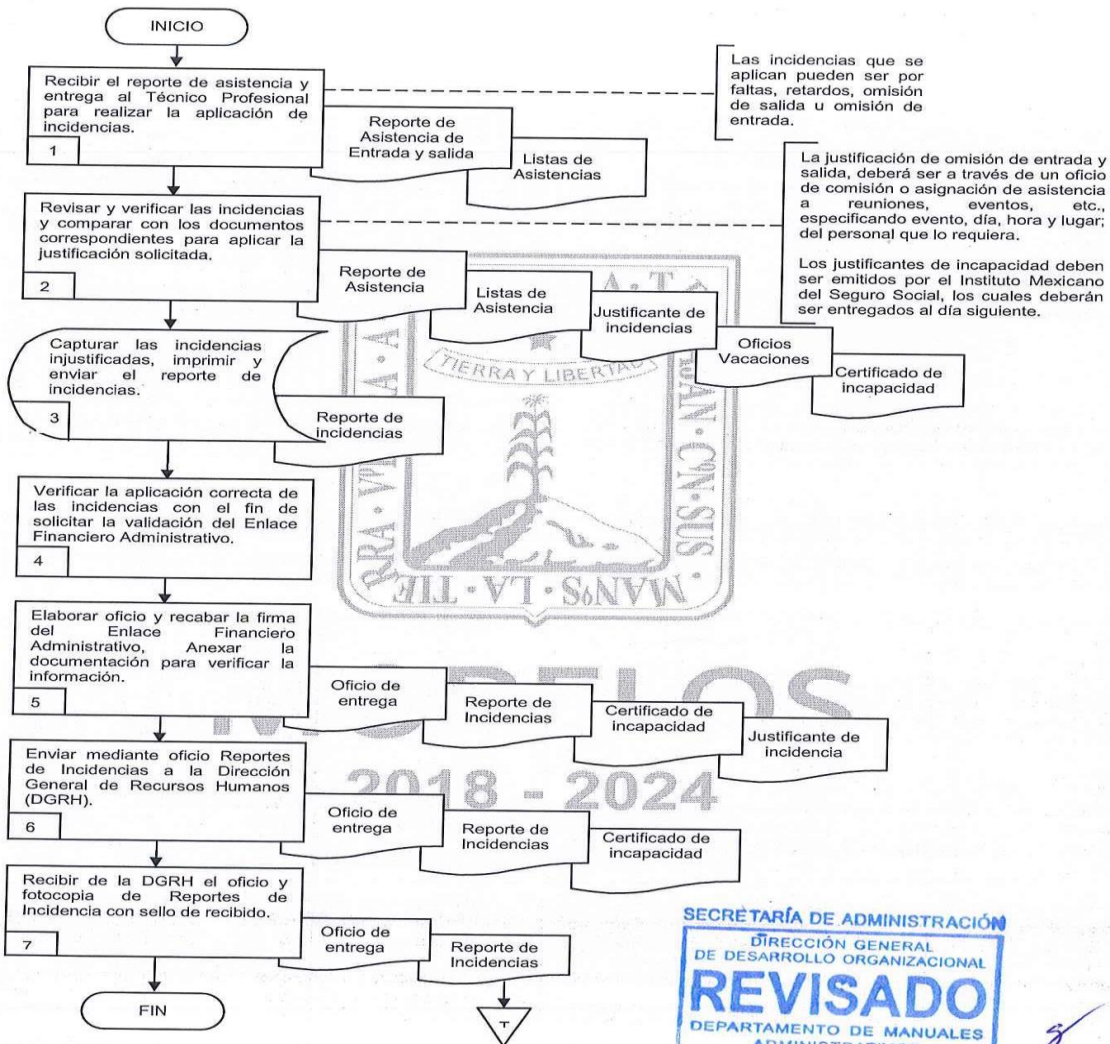 INICIO
Recibir el reporte de asistencia y
entrega al Técnico Profesional
para realizar la aplicación de
incidencias.
1
Reporte de
Asistencia de
Entrada y salida
Listas de
Asistencias
Las incidencias que se
aplican pueden ser por
faltas, retardos, omisión
de salida u omisión de
entrada.
Revisar y verificar las incidencias
y comparar con los documentos
correspondientes para aplicar la
justificación solicitada.
2
Reporte de
Asistencia
Listas de
Asistencia
Justificante de
incidencias
Oficios
Vacaciones
Certificado de
incapacidad
La justificación de omisión de entrada y
salida, deberá ser a través de un oficio
de comisión o asignación de asistencia
a reuniones, eventos, etc.,
especificando evento, día, hora y lugar;
del personal que lo requiera.
Los justificantes de incapacidad deben
ser emitidos por el Instituto Mexicano
del Seguro Social, los cuales deberán
ser entregados al día siguiente.
Capturar las incidencias
injustificadas, imprimir y
enviar el reporte de
incidencias.
3
Reporte de
incidencias
TIERRA Y LIBERTAD
Verificar la aplicación correcta de
las incidencias con el fin de
solicitar la validación del Enlace
Financiero Administrativo.
4
MANºS · LA · TIE
Elaborar oficio y recabar la firma
del Enlace Financiero
Administrativo, Anexar la
documentación para verificar la
información.
5
Oficio de
entrega
Reporte de
Incidencias
Certificado de
incapacidad
Justificante de
incidencia
MORELOS
2018 - 2024
Enviar mediante oficio Reportes
de Incidencias a la Dirección
General de Recursos Humanos
(DGRH).
6
Oficio de
entrega
Reporte de
Incidencias
Certificado de
incapacidad
Recibir de la DGRH el oficio y
fotocopia de Reportes de
Incidencia con sello de recibido.
7
Oficio de
entrega
Reporte de
Incidencias
T
FIN
SECRETARÍA DE ADMINISTRACIÓN
DIRECCIÓN GENERAL
DE DESARROLLO ORGANIZACIONAL
REVISADO
DEPARTAMENTO DE MANUALES